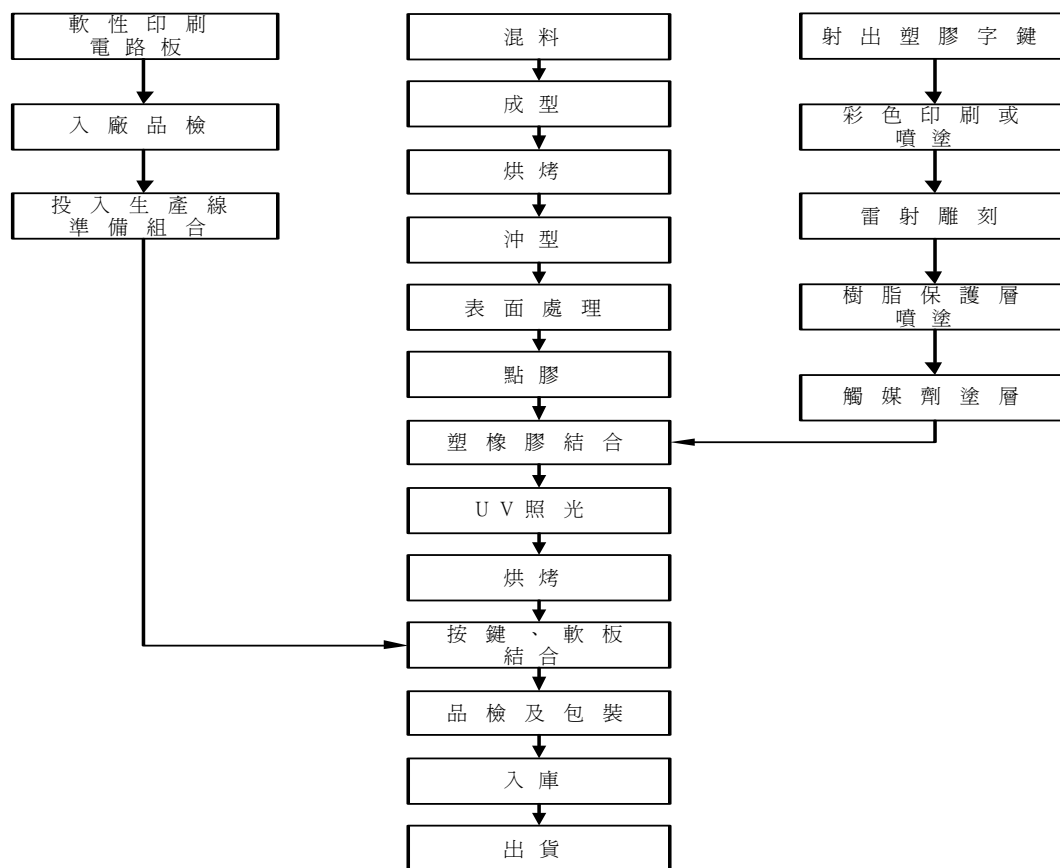 軟性印刷
電路板
入廠品檢
投入生產線
準備組合
混料
成型
烘烤
沖型
表面處理
點膠
塑橡膠結合
UV照光
烘烤
按鍵、軟板
結合
品檢及包裝
入庫
出貨
射出塑膠字鍵
彩色印刷或
噴塗
雷射雕刻
樹脂保護層
噴塗
觸媒劑塗層